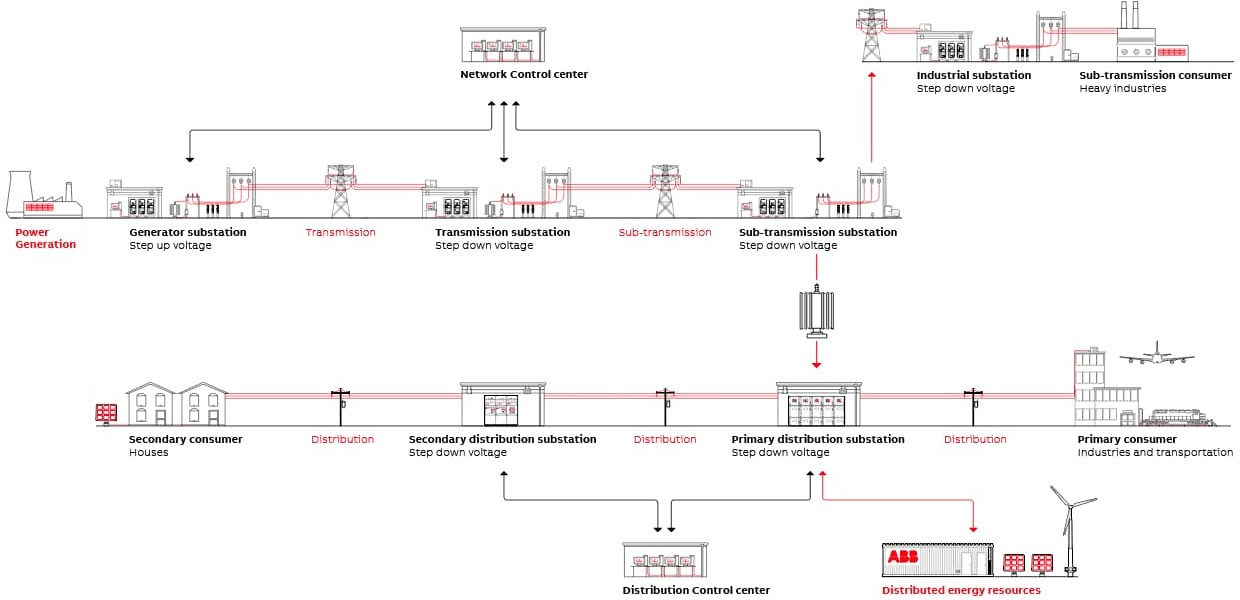 Network Control center
Industrial substation
Step down voltage
Sub-transmission consumer
Heavy industries
Power
Generation
Generator substation
Step up voltage
Transmission
Transmission substation
Step down voltage
Sub-transmission
Sub-transmission substation
Step down voltage
Secondary consumer
Houses
Distribution
Secondary distribution substation
Step down voltage
Distribution
Primary distribution substation
Step down voltage
Distribution
Primary consumer
Industries and transportation
ABB
Distribution Control center
Distributed energy resources